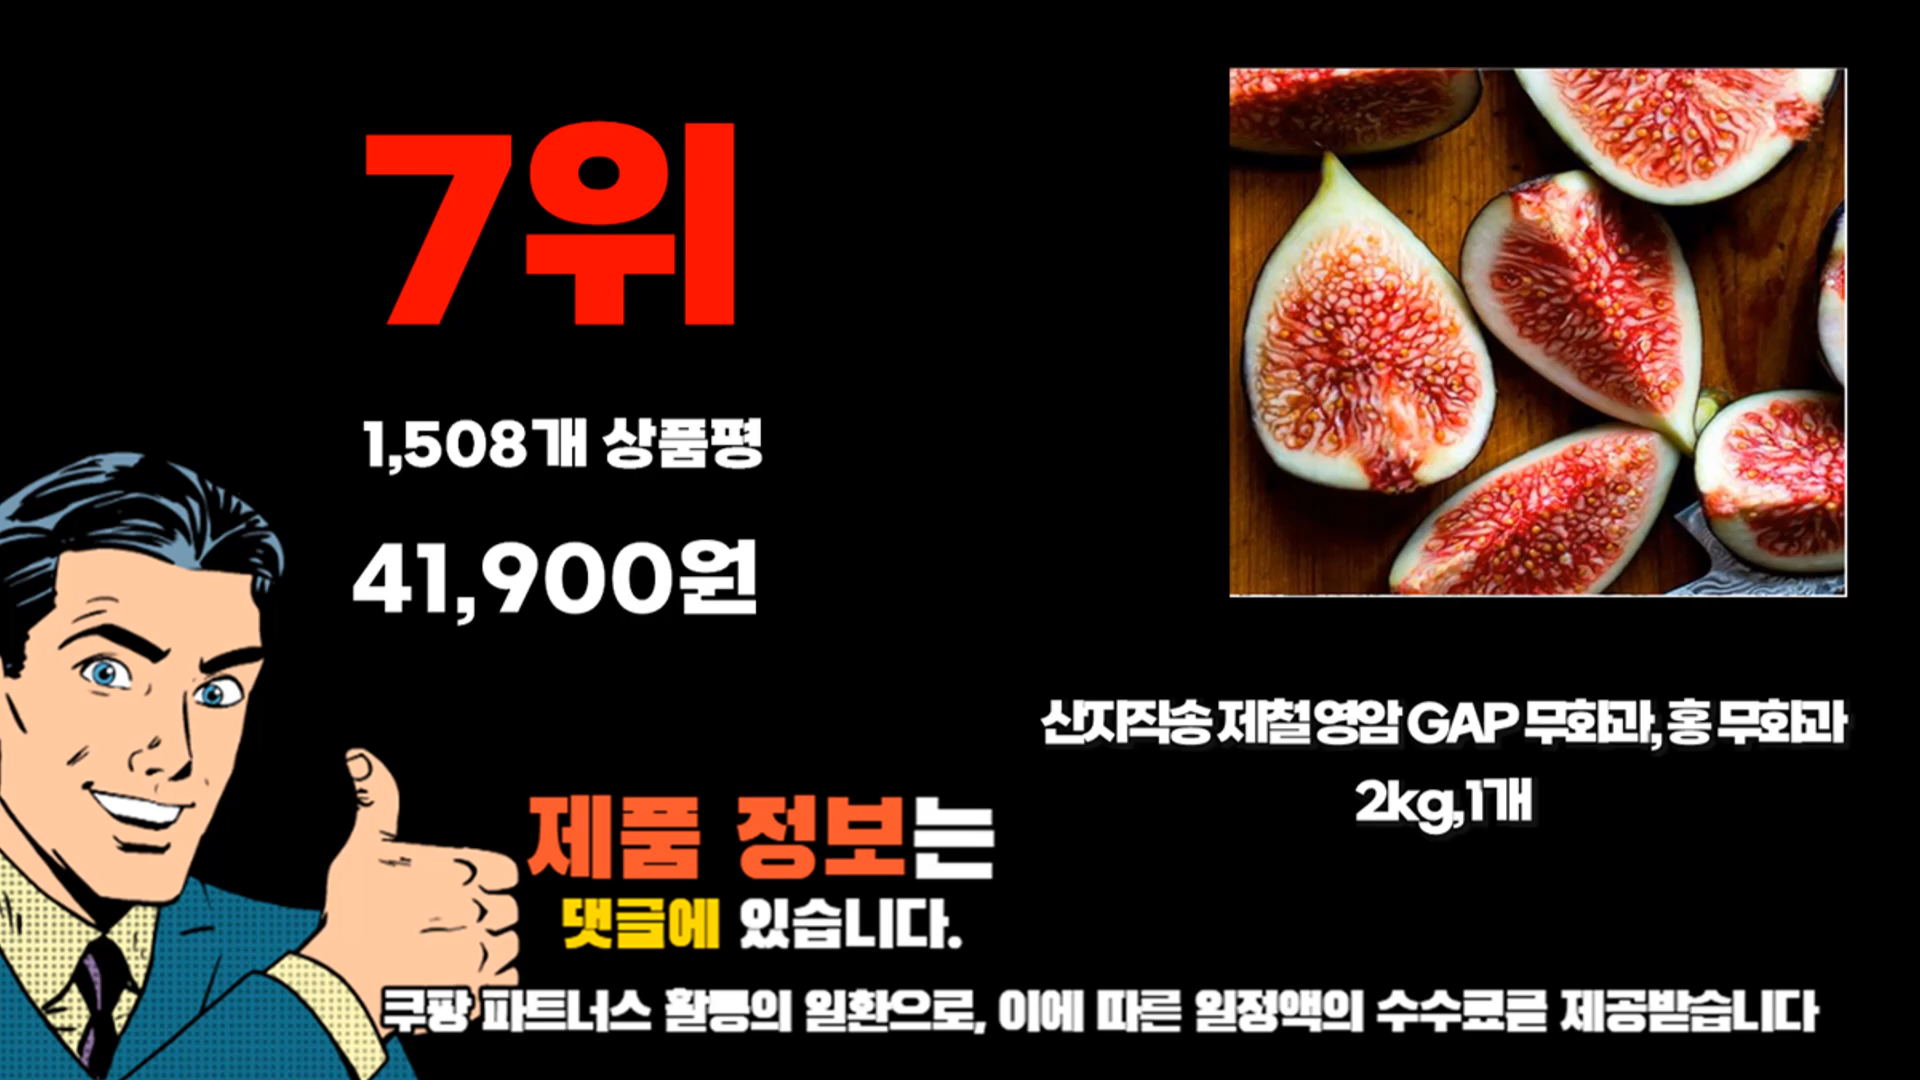 7위
1,508개 상품평
41,900원
산지직송 제철 영암 GAP 무화과, 홍 무화과
2kg,1개
제품 정보는
댓글에 있습니다.
쿠팡 파트너스 활동의 일환으로, 이에 따른 일정액의 수수료를 제공받습니다